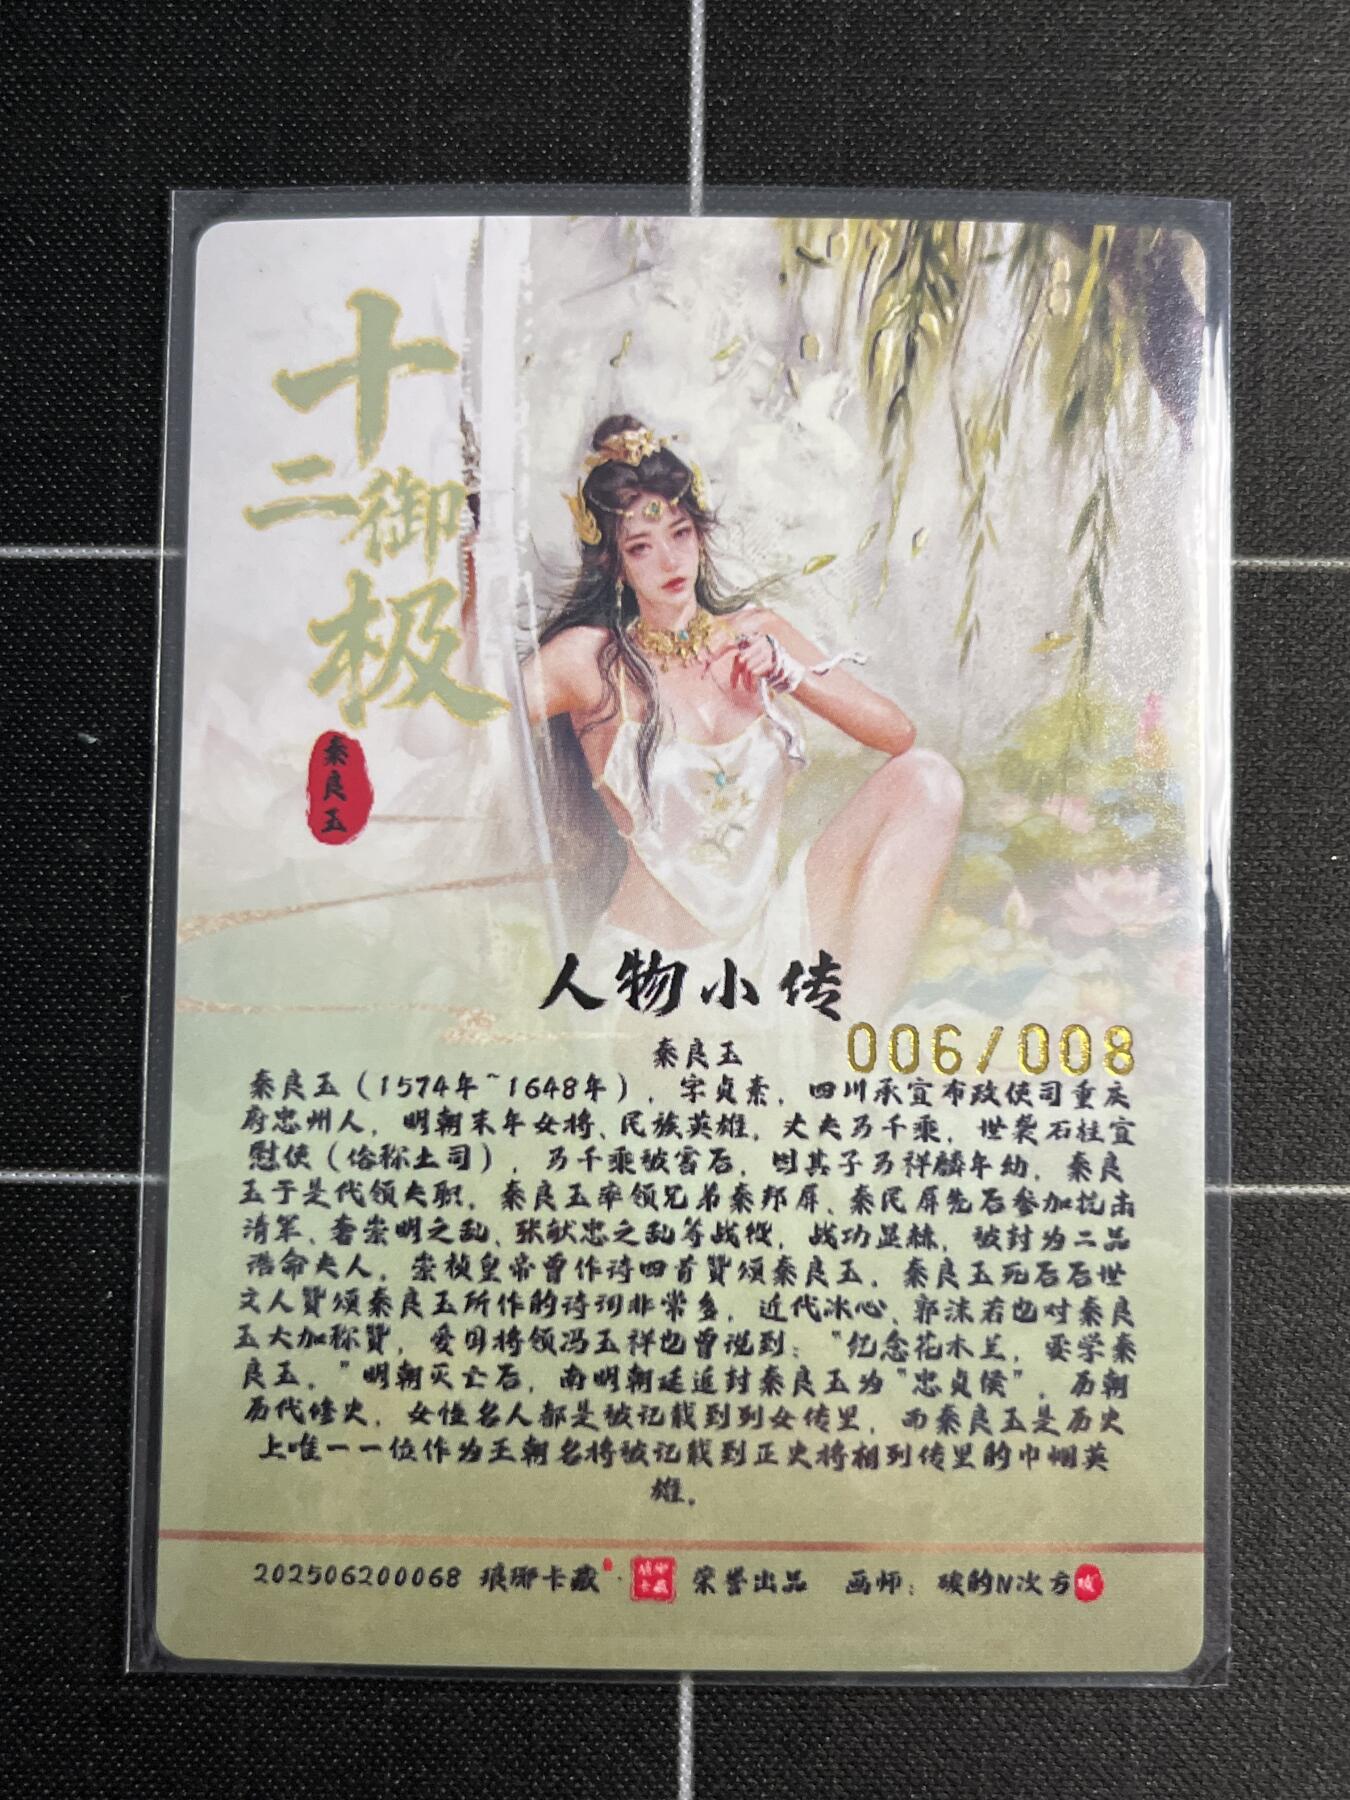 十
二御
极
秦良玉
人物小传
006/008
秦良玉
秦良玉（1574年~1648年），字贞素，四川承宣布政使司重庆
府忠州人，明朝末年女将、民族英雄，丈夫马千乘，世袭石柱宣
慰使（俗称土司），马千乘被害后，因其子马祥麟年幼，秦良
玉于是代领夫职，秦良玉率领兄弟秦邦屏、秦民屏先后参加抗击
清军、奢崇明之乱、张献忠之乱等战役，战功显赫，被封为二品
诰命夫人，崇祯皇帝曾作诗四首赞颂秦良玉，秦良玉死后后世
文人赞颂秦良玉所作的诗词非常多，近代冰心、郭沫若也对秦良
玉大加称赞，爱国将领冯玉祥也曾说到："纪念花木兰，要学秦
良玉，"明朝灭亡后，南明朝廷追封秦良玉为"忠贞侯"，历朝
历代修史，女性名人都是被记载到列女传里，而秦良玉是历史
上唯一一位作为王朝名将被记载到正史将相列传里的巾帼英
雄。
202506200068 琅琊卡藏·琅琊卡藏 荣誉出品 画师：碳的N次方